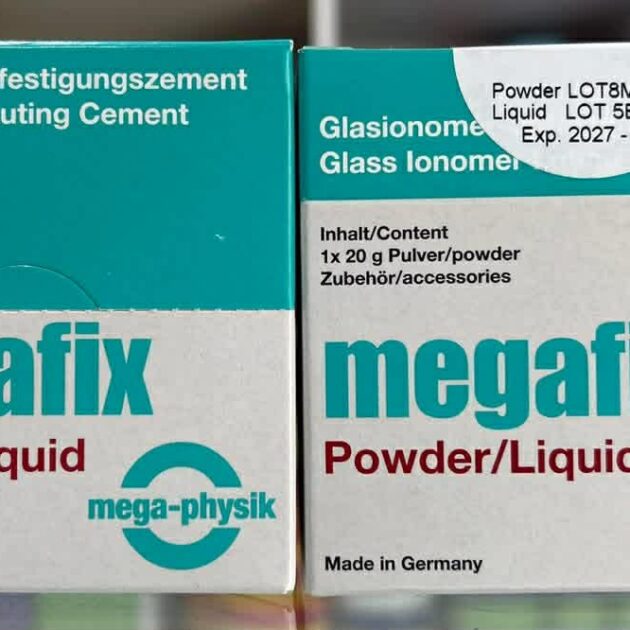 festigungszement
uting Cement
afix
quid
mega-physik
Powder LOT8M
Liquid LOT 5E
Exp. 2027 -
Glasionome
Glass Ionomer
Inhalt/Content
1x 20 g Pulver/powder
Zubehör/accessories
megafi
Powder/Liquid
Made in Germany